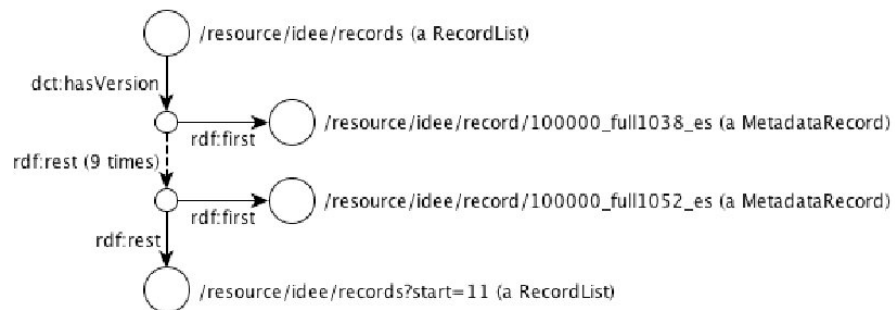 /resource/idee/records (a RecordList)
dct:hasVersion
/resource/idee/record/100000_full1038_es (a MetadataRecord)
rdf:first
rdf:rest (9 times)
/resource/idee/record/100000_full1052_es (a MetadataRecord)
rdf:first
rdf:rest
/resource/idee/records?start=11 (a RecordList)